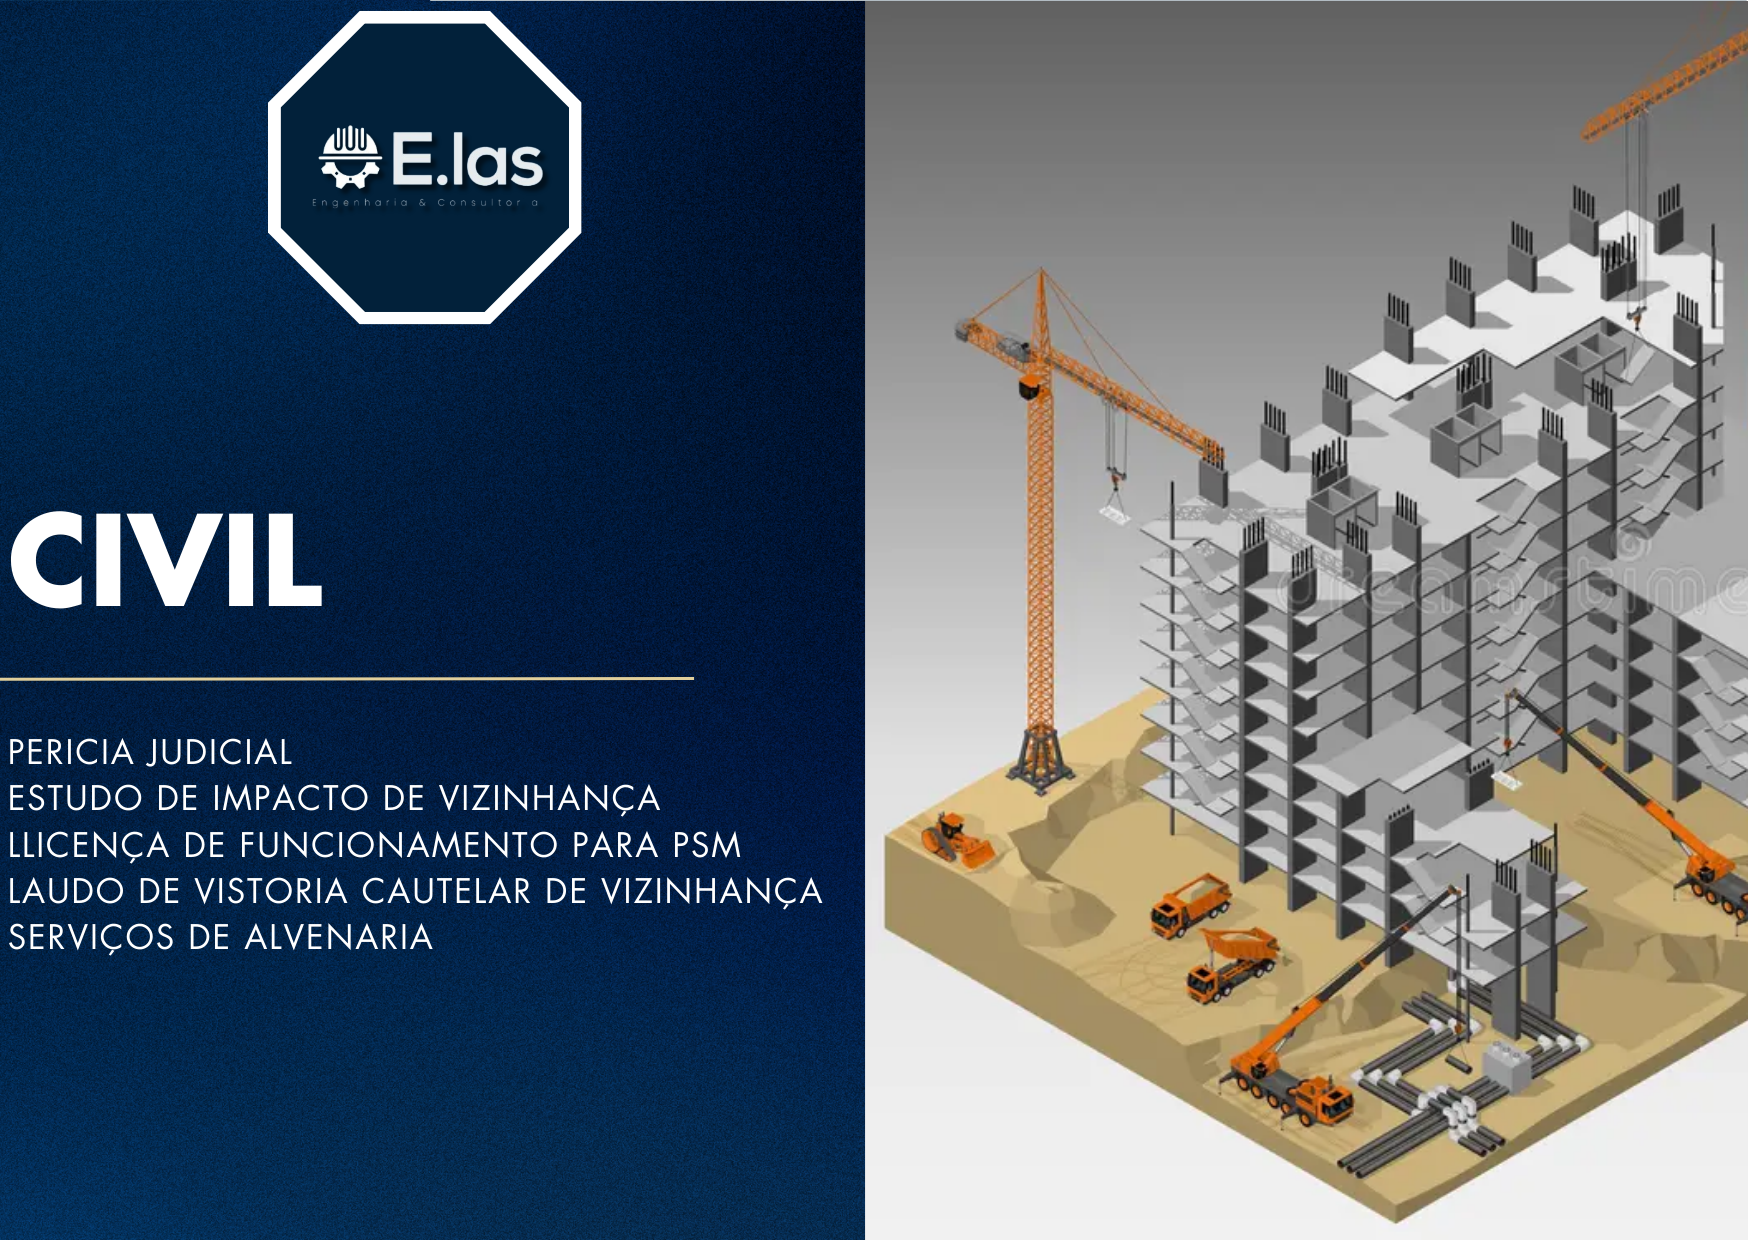 E.las
Engenharia & Consultor a
CIVIL
PERICIA JUDICIAL
ESTUDO DE IMPACTO DE VIZINHANÇA
LLICENÇA DE FUNCIONAMENTO PARA PSM
LAUDO DE VISTORIA CAUTELAR DE VIZINHANÇA
SERVIÇOS DE ALVENARIA
dreamstime